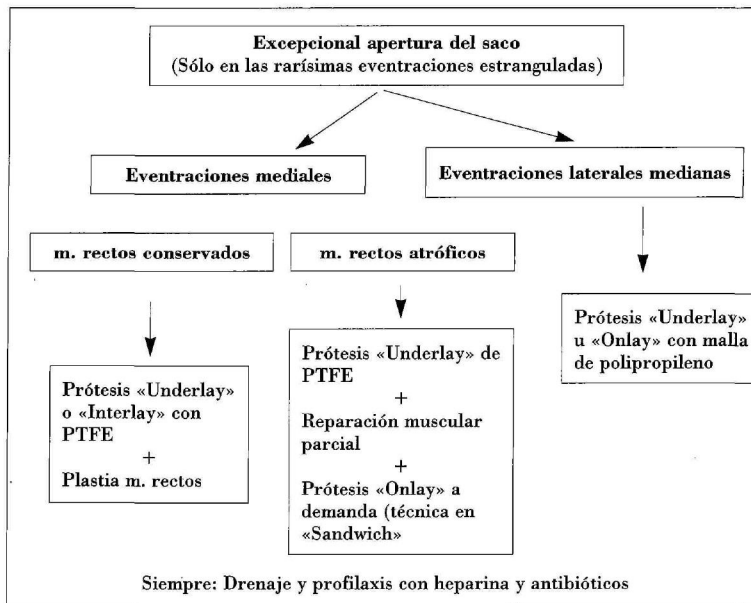 Excepcional apertura del saco
(Sólo en las rarísimas eventraciones estranguladas)
Eventraciones mediales
Eventraciones laterales medianas
m. rectos conservados
m. rectos atróficos
Prótesis «Underlay»
o «Interlay» con
PTFE
+
Plastia m. rectos
Prótesis «Underlay» de
PTFE
+
Reparación muscular
parcial
+
Prótesis «Onlay» a
demanda (técnica en
«Sandwich»
Prótesis «Underlay»
u «Onlay» con malla
de polipropileno
Siempre: Drenaje y profilaxis con heparina y antibióticos